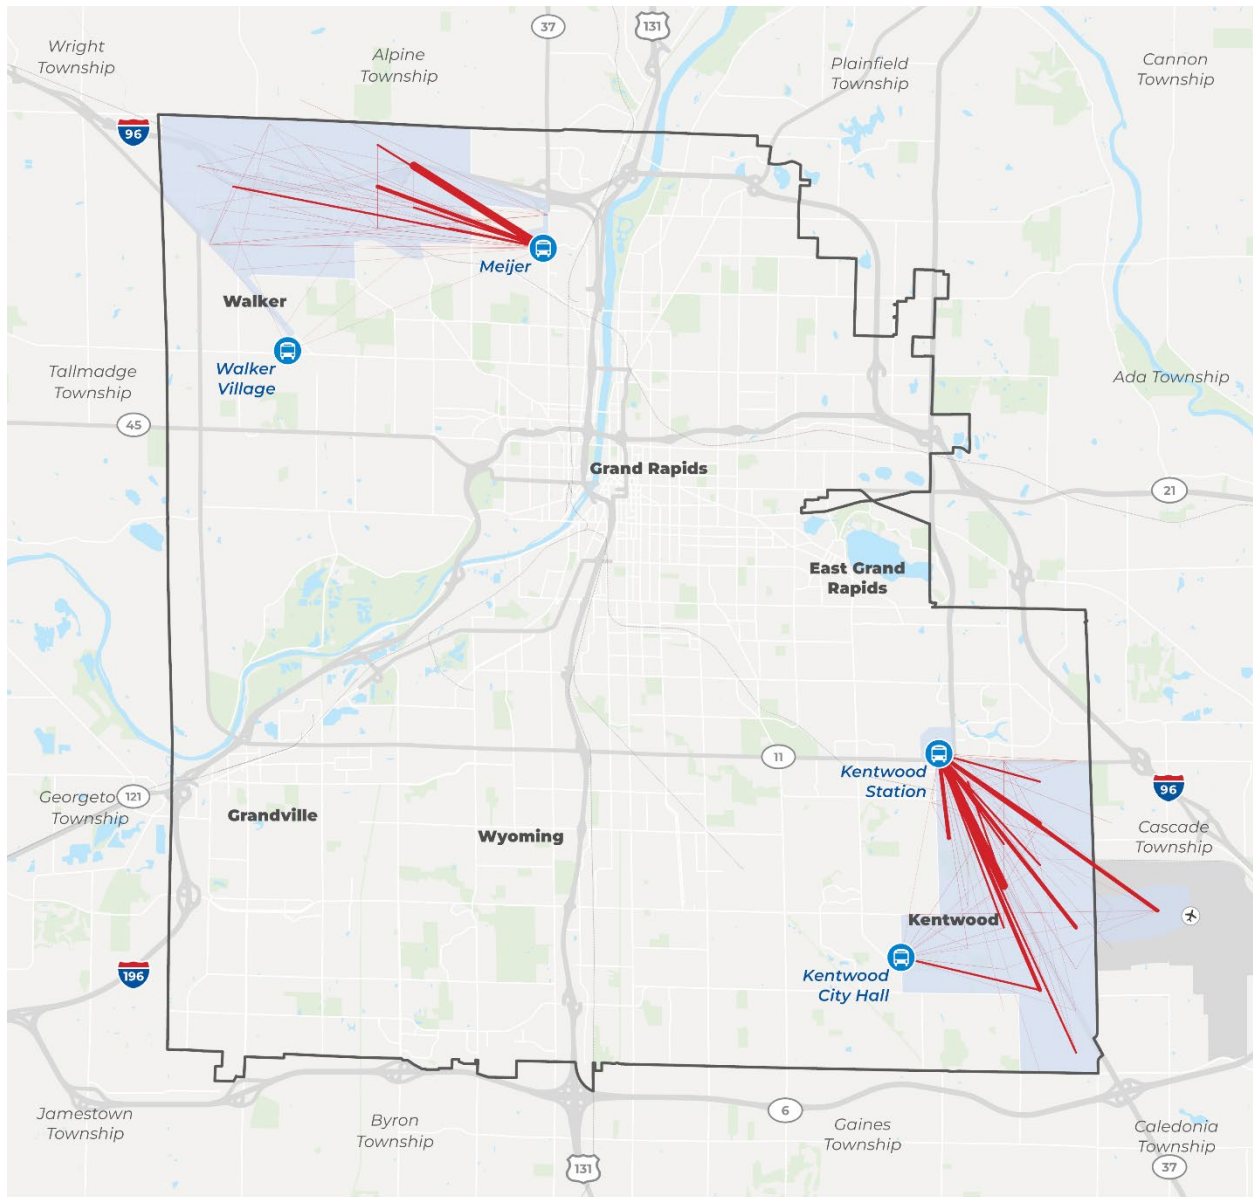 37
131
Wright
Township
Alpine
Township
Plainfield
Township
Cannon
Township
96
Meijer
Walker
Walker
Village
Tallmadge
Township
Ada Township
45
Grand Rapids
21
East Grand
Rapids
11
Kentwood
Station
96
Georgeto
Township
121
Grandville
Wyoming
Cascade
Township
Kentwood
196
Kentwood
City Hall
Jamestown
Township
Byron
Township
6
Gaines
Township
Caledonia
Township
131
37